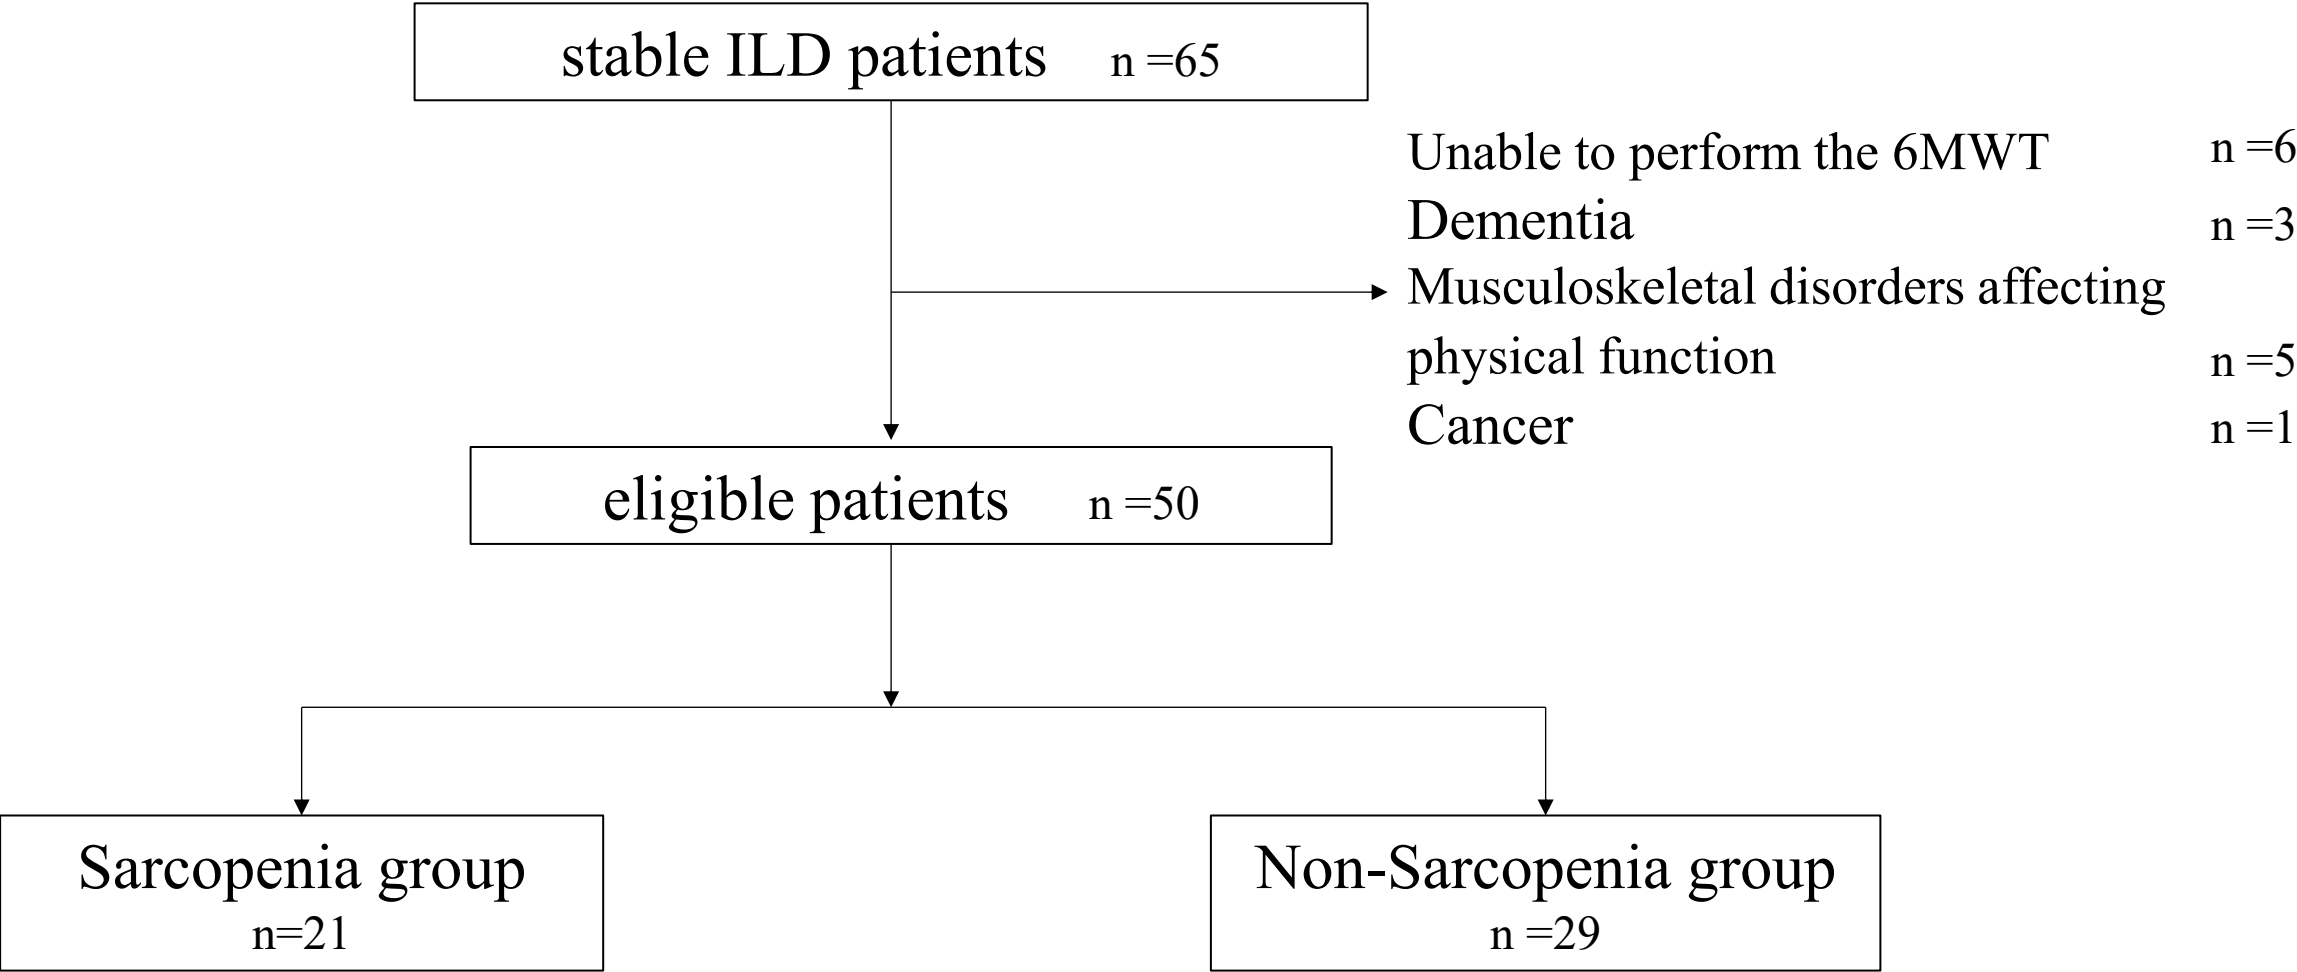 stable ILD patients n =65
Unable to perform the 6MWT n =6
Dementia n =3
Musculoskeletal disorders affecting
physical function n =5
Cancer n =1
eligible patients n =50
Sarcopenia group
n=21
Non-Sarcopenia group
n =29